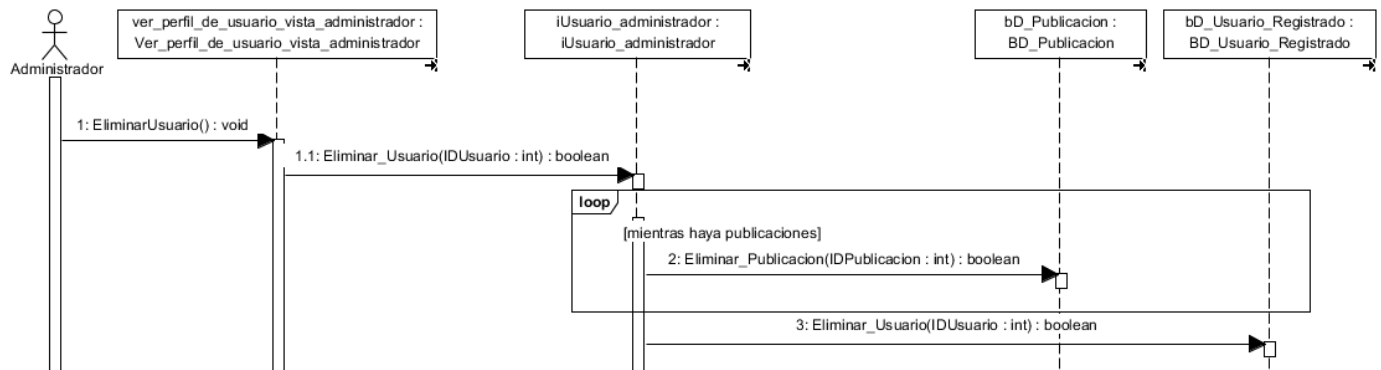 ver_perfil_de_usuario_vista_administrador :
Ver_perfil_de_usuario_vista_administrador
iUsuario_administrador :
iUsuario_administrador
bD_Publicacion :
BD_Publicacion
bD_Usuario_Registrado :
BD_Usuario_Registrado
Administrador
1: EliminarUsuario() : void
1.1: Eliminar_Usuario(IDUsuario : int) : boolean
loop
[mientras haya publicaciones]
2: Eliminar_Publicacion(IDPublicacion : int) : boolean
3: Eliminar_Usuario(IDUsuario : int) : boolean